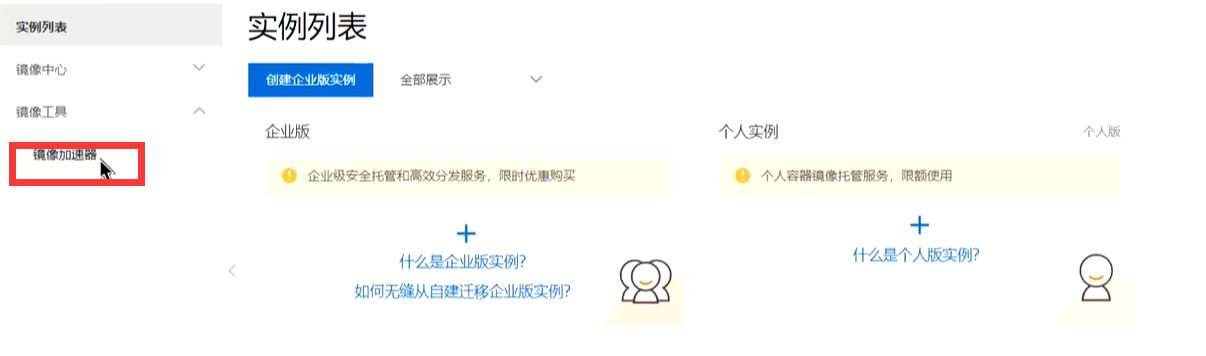 实例列表
镜像中心
镜像工具
镜像加速器
实例列表
创建企业版实例
全部展示
企业版
企业级安全托管和高效分发服务，限时优惠购买
什么是企业版实例?
如何无缝从自建迁移企业版实例?
个人实例
个人版
个人容器镜像托管服务，限额使用
什么是个人版实例?